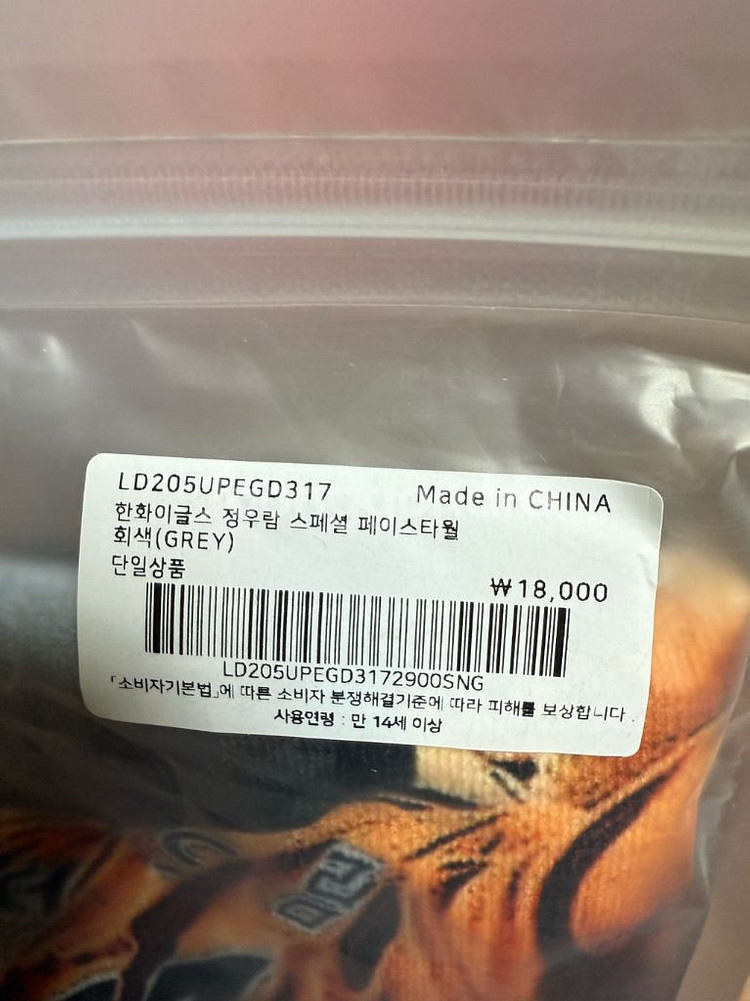 LD205UPEGD317 Made in CHINA
한화이글스 정우람 스페셜 페이스타월
회색(GREY)
단일상품
₩18,000
LD205UPEGD3172900SNG
「소비자기본법」에 따른 소비자 분쟁해결기준에 따라 피해를 보상합니다.
사용연령 : 만 14세 이상